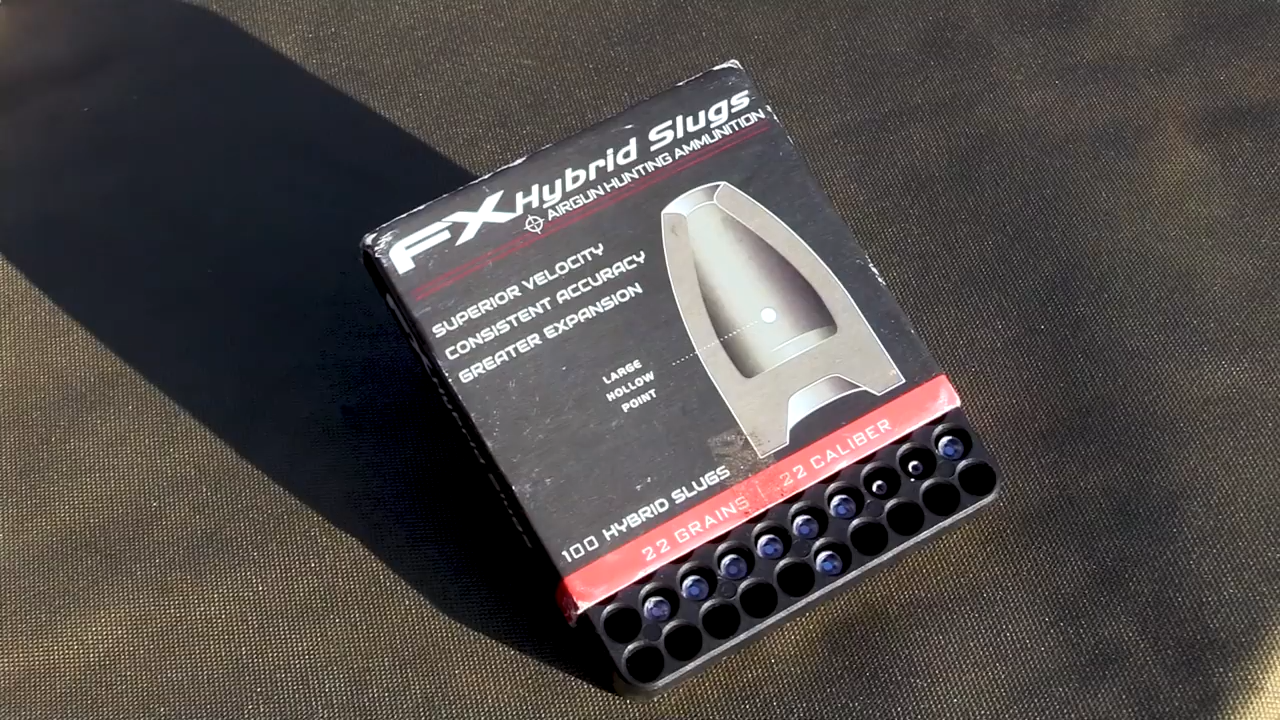 FX Hybrid Slugs
AIRGUN HUNTING AMMUNITION
SUPERIOR VELOCITY
CONSISTENT ACCURACY
GREATER EXPANSION
LARGE
HOLLOW
POINT
100 HYBRID SLUGS
22 GRAINS | 22 CALIBER